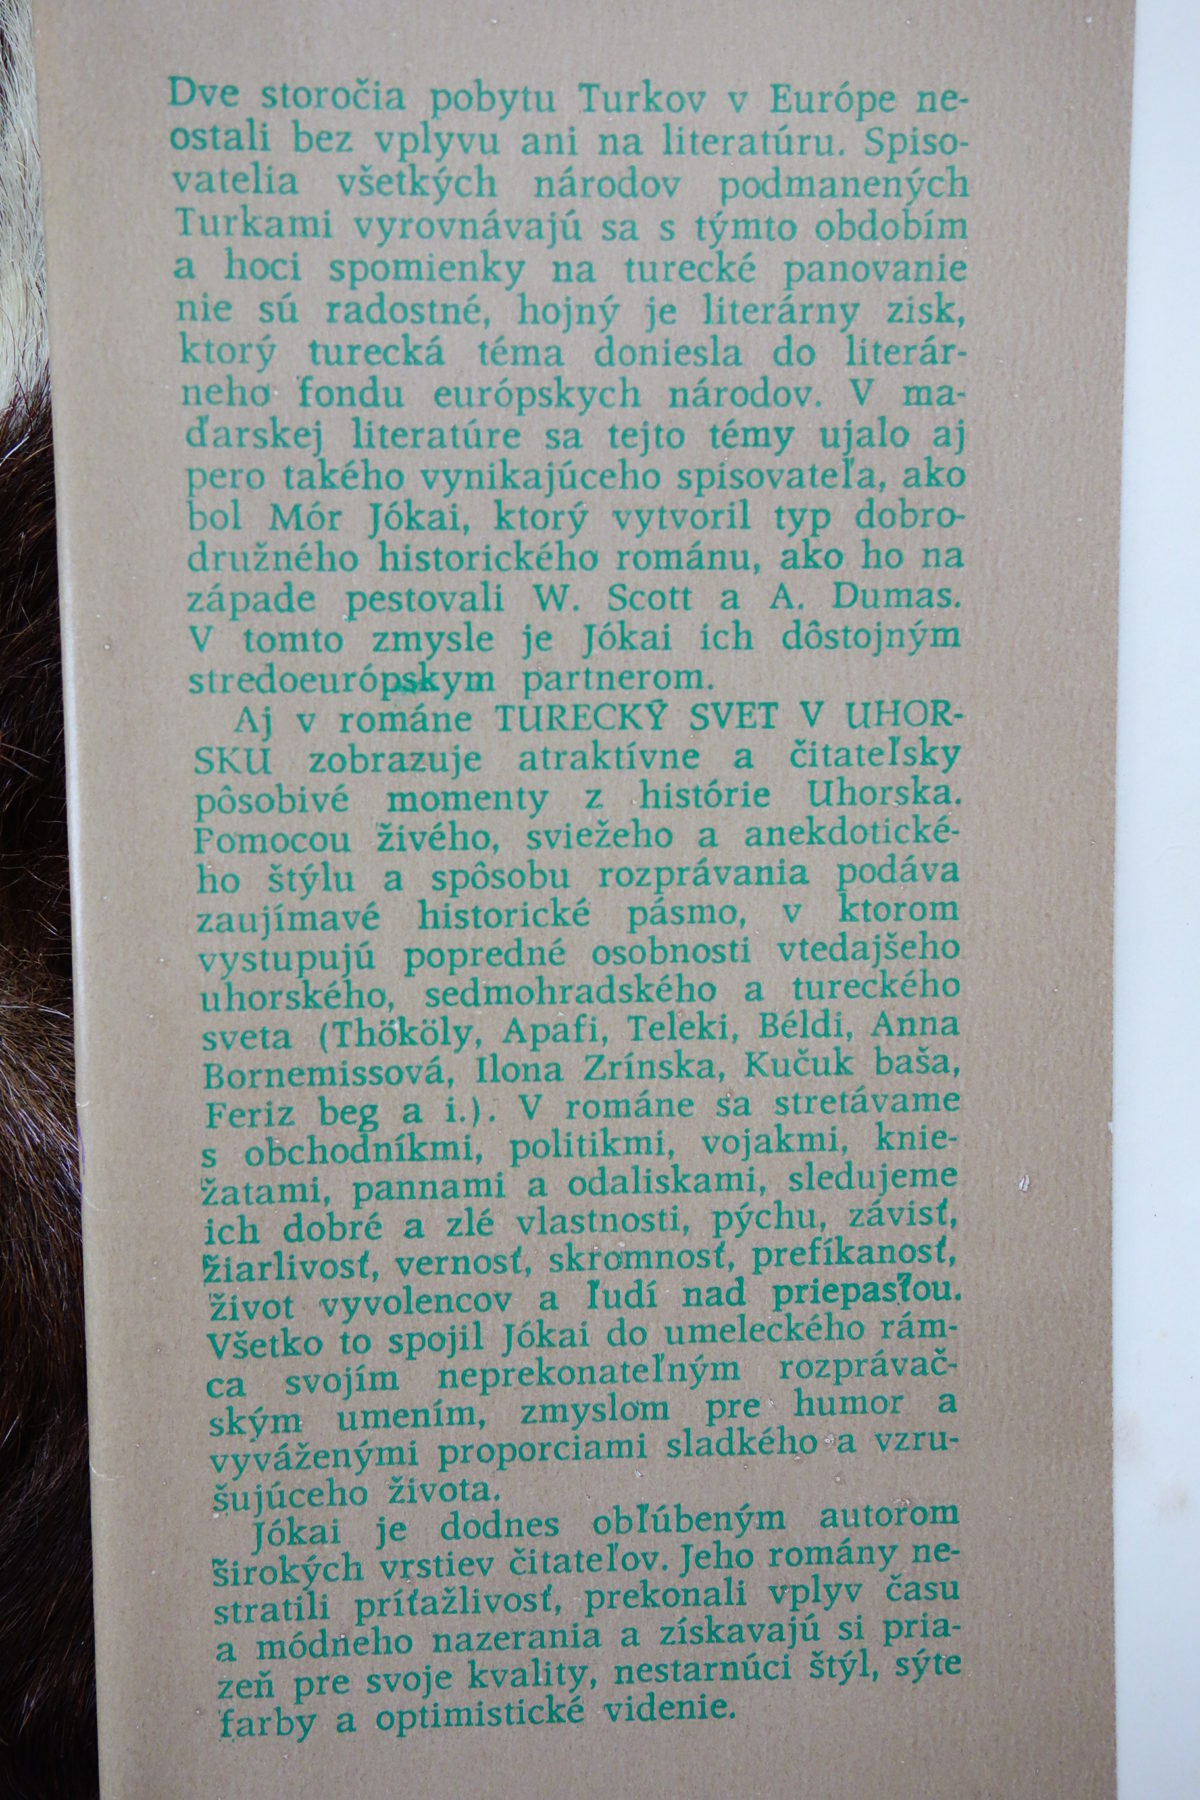 Dve storočia pobytu Turkov v Európe ne-
ostali bez vplyvu ani na literatúru. Spiso-
vatelia všetkých národov podmanených
Turkami vyrovnávajú sa s týmto obdobím
a hoci spomienky na turecké panovanie
nie sú radostné, hojný je literárny zisk,
ktorý turecká téma doniesla do literár-
neho fondu európskych národov. V ma-
ďarskej literatúre sa tejto témy ujalo aj
pero takého vynikajúceho spisovateľa, ako
bol Mór Jókai, ktorý vytvoril typ dobro-
družného historického románu, ako ho na
západe pestovali W. Scott a A. Dumas.
V tomto zmysle je Jókai ich dôstojným
stredoeurópskym partnerom.
Aj v románe TURECKÝ SVET V UHOR-
SKU zobrazuje atraktívne a čitateľsky
pôsobivé momenty z histórie Uhorska.
Pomocou živého, sviežeho a anekdotické-
ho štýlu a spôsobu rozprávania podáva
zaujímavé historické pásmo, v ktorom
vystupujú popredné osobnosti vtedajšeho
uhorského, sedmohradského a tureckého
sveta (Thököly, Apafi, Teleki, Béldi, Anna
Bornemissová, Ilona Zrínska, Kučuk baša,
Feriz beg a i.). V románe sa stretávame
s obchodníkmi, politikmi, vojakmi, knie-
žatami, pannami a odaliskami, sledujeme
ich dobré a zlé vlastnosti, pýchu, závisť,
žiarlivosť, vernosť, skromnosť, prefíkanosť,
život vyvolencov a ľudí nad priepasťou.
Všetko to spojil Jókai do umeleckého rám-
ca svojím neprekonateľným rozprávač-
ským umením, zmyslom pre humor a
vyváženými proporciami sladkého a vzru-
šujúceho života.
Jókai je dodnes obľúbeným autorom
širokých vrstiev čitateľov. Jeho romány ne-
stratili príťažlivosť, prekonali vplyv času
a módneho nazerania a získavajú si pria-
zeň pre svoje kvality, nestarnúci štýl, sýte
farby a optimistické videnie.